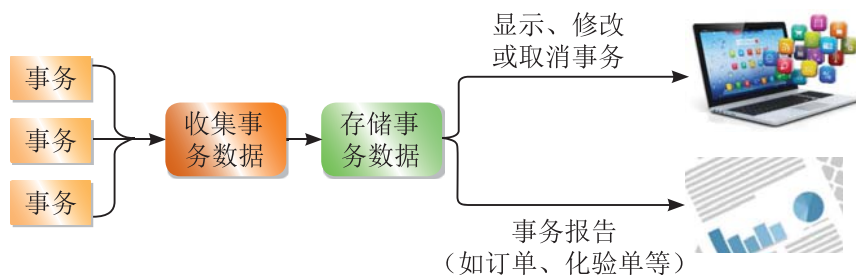 事务
事务
事务
收集事
务数据
存储事
务数据
显示、修改
或取消事务
事务报告
（如订单、化验单等）